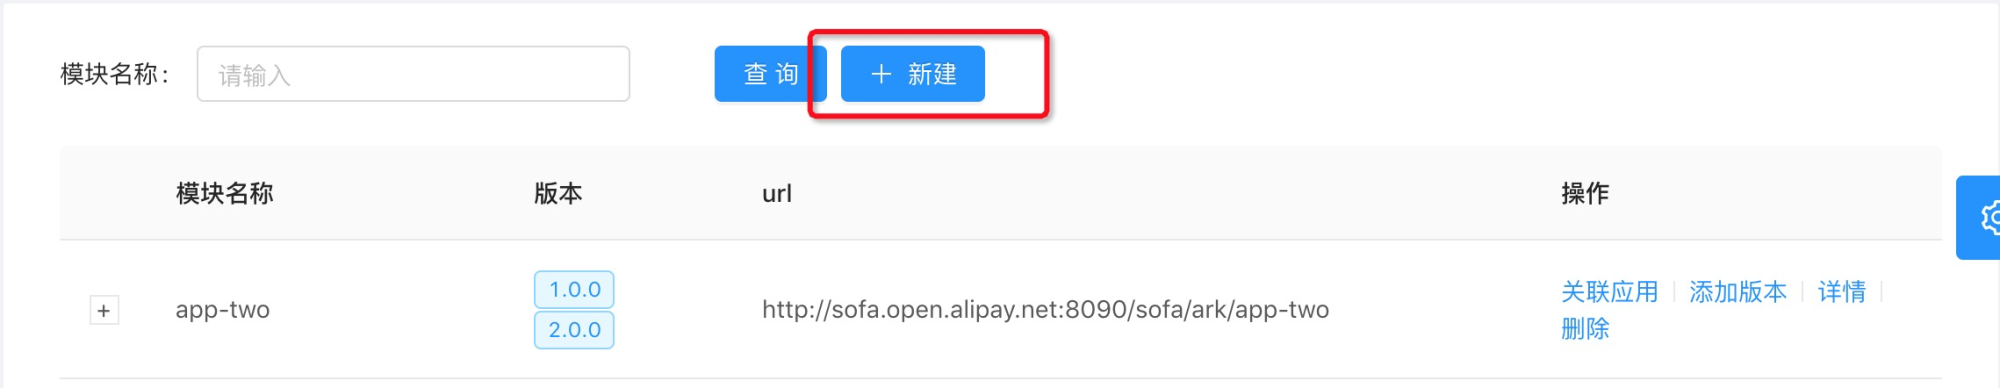 模块名称： 请输入 查 询 + 新建
模块名称 版本 url 操作
+ app-two 1.0.0 http://sofa.open.alipay.net:8090/sofa/ark/app-two 关联应用 添加版本 详情
2.0.0 删除